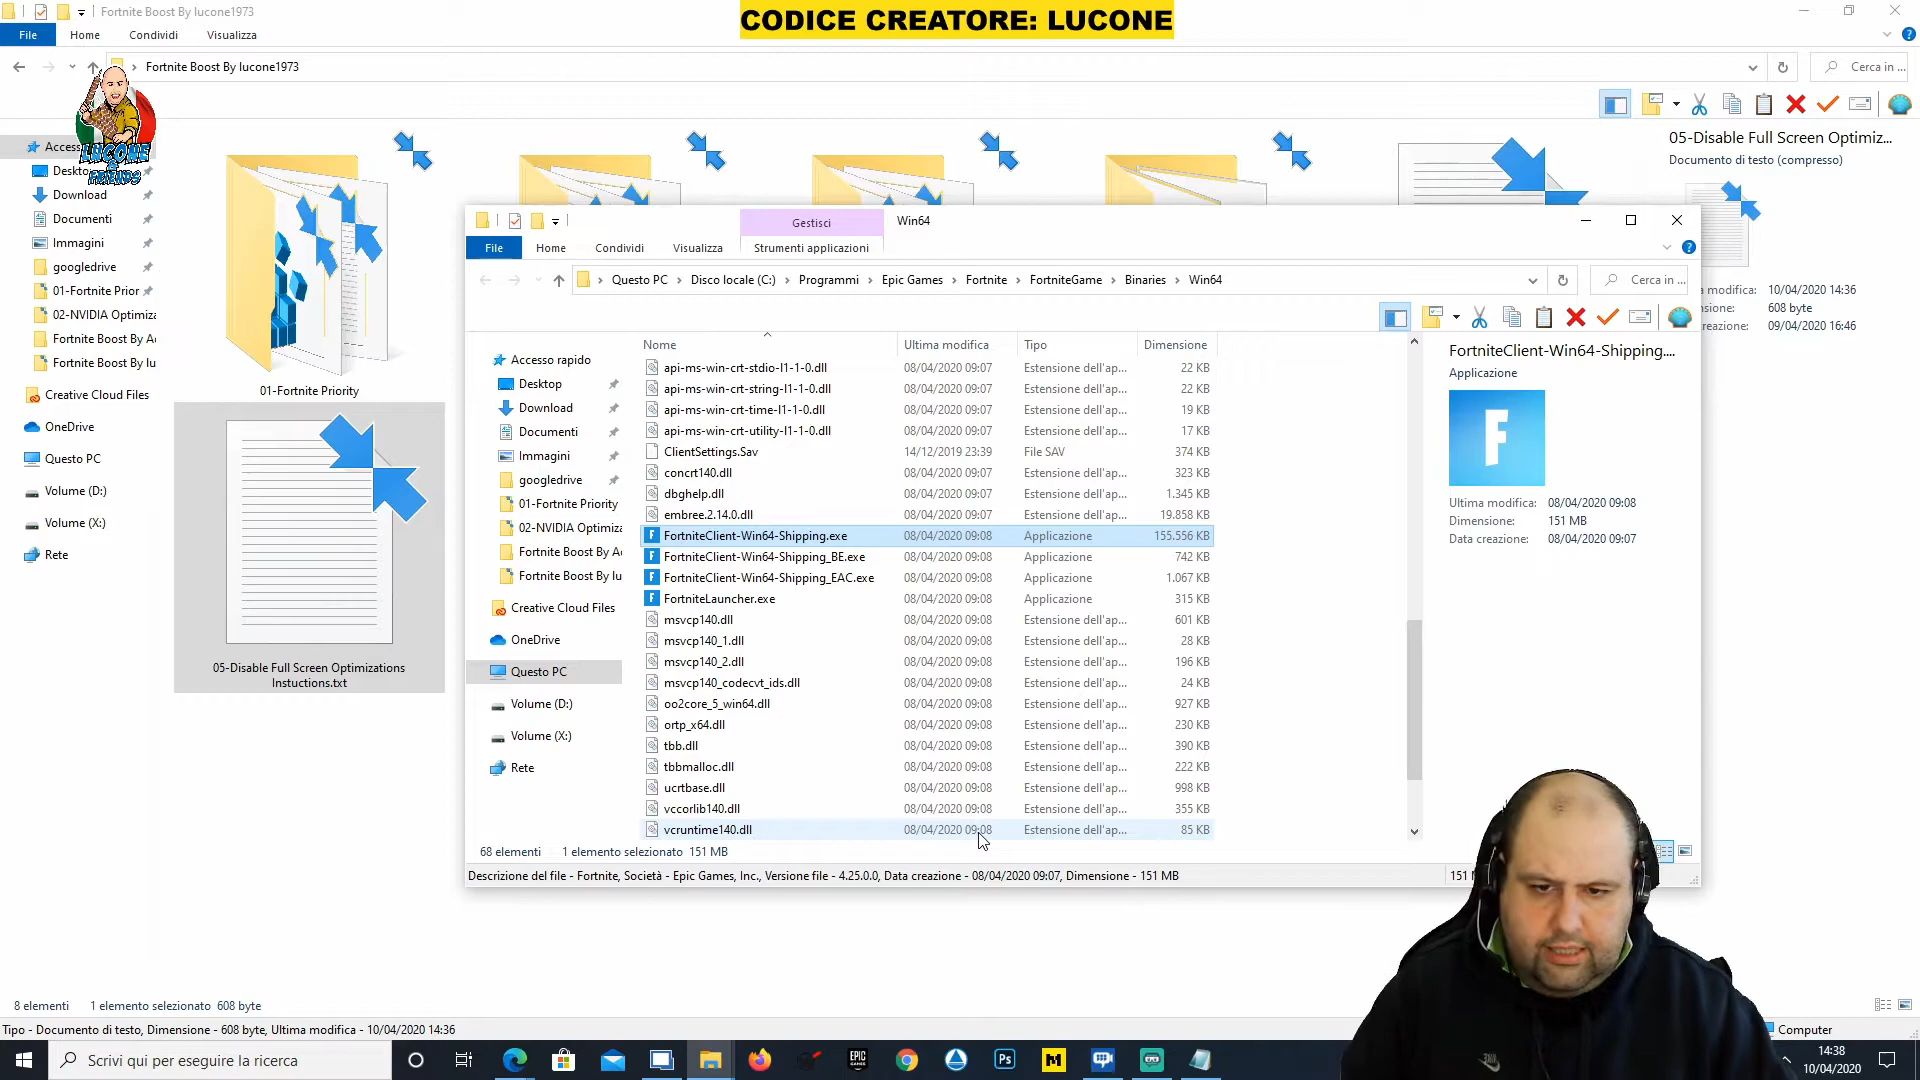 Fortnite Boost By lucone1973
CODICE CREATORE: LUCONE
File Home Condividi Visualizza
Fortnite Boost By lucone1973
Cerca in ...
LUCONE
& FRIENDS
Desktop
Download
Documenti
Immagini
googledrive
01-Fortnite Prior
02-NVIDIA Optimiza
Fortnite Boost By Ac
Fortnite Boost By lu
Creative Cloud Files
OneDrive
Questo PC
Volume (D:)
Volume (X:)
Rete
01-Fortnite Priority
05-Disable Full Screen Optimizations
Instuctions.txt
05-Disable Full Screen Optimiz...
Documento di testo (compresso)
10/04/2020 14:36
608 byte
09/04/2020 16:46
Gestisci Win64
File Home Condividi Visualizza Strumenti applicazioni
Questo PC Disco locale (C:) Programmi Epic Games Fortnite FortniteGame Binaries Win64
Cerca in ...
Accesso rapido
Desktop
Download
Documenti
Immagini
googledrive
01-Fortnite Priority
02-NVIDIA Optimiza
Fortnite Boost By Ac
Fortnite Boost By lu
Creative Cloud Files
OneDrive
Questo PC
Volume (D:)
Volume (X:)
Rete
Nome Ultima modifica Tipo Dimensione
api-ms-win-crt-stdio-l1-1-0.dll 08/04/2020 09:07 Estensione dell'ap... 22 KB
api-ms-win-crt-string-l1-1-0.dll 08/04/2020 09:07 Estensione dell'ap... 22 KB
api-ms-win-crt-time-l1-1-0.dll 08/04/2020 09:07 Estensione dell'ap... 19 KB
api-ms-win-crt-utility-l1-1-0.dll 08/04/2020 09:07 Estensione dell'ap... 17 KB
ClientSettings.Sav 14/12/2019 23:39 File SAV 374 KB
concrt140.dll 08/04/2020 09:07 Estensione dell'ap... 323 KB
dbghelp.dll 08/04/2020 09:07 Estensione dell'ap... 1.345 KB
embree.2.14.0.dll 08/04/2020 09:07 Estensione dell'ap... 19.858 KB
FortniteClient-Win64-Shipping.exe 08/04/2020 09:08 Applicazione 155.556 KB
FortniteClient-Win64-Shipping_BE.exe 08/04/2020 09:08 Applicazione 742 KB
FortniteClient-Win64-Shipping_EAC.exe 08/04/2020 09:08 Applicazione 1.067 KB
FortniteLauncher.exe 08/04/2020 09:08 Applicazione 315 KB
msvcp140.dll 08/04/2020 09:08 Estensione dell'ap... 601 KB
msvcp140_1.dll 08/04/2020 09:08 Estensione dell'ap... 28 KB
msvcp140_2.dll 08/04/2020 09:08 Estensione dell'ap... 196 KB
msvcp140_codecvt_ids.dll 08/04/2020 09:08 Estensione dell'ap... 24 KB
oo2core_5_win64.dll 08/04/2020 09:08 Estensione dell'ap... 927 KB
ortp_x64.dll 08/04/2020 09:08 Estensione dell'ap... 230 KB
tbb.dll 08/04/2020 09:08 Estensione dell'ap... 390 KB
tbbmalloc.dll 08/04/2020 09:08 Estensione dell'ap... 222 KB
ucrtbase.dll 08/04/2020 09:08 Estensione dell'ap... 998 KB
vccorlib140.dll 08/04/2020 09:08 Estensione dell'ap... 355 KB
vcruntime140.dll 08/04/2020 09:08 Estensione dell'ap... 85 KB
FortniteClient-Win64-Shipping....
Applicazione
F
Ultima modifica: 08/04/2020 09:08
Dimensione: 151 MB
Data creazione: 08/04/2020 09:07
68 elementi 1 elemento selezionato 151 MB
Descrizione del file - Fortnite, Società - Epic Games, Inc., Versione file - 4.25.0.0, Data creazione - 08/04/2020 09:07, Dimensione - 151 MB
8 elementi 1 elemento selezionato 608 byte
Tipo - Documento di testo, Dimensione - 608 byte, Ultima modifica - 10/04/2020 14:36
Computer
Scrivi qui per eseguire la ricerca
EPIC GAMES
Ps
14:38
10/04/2020